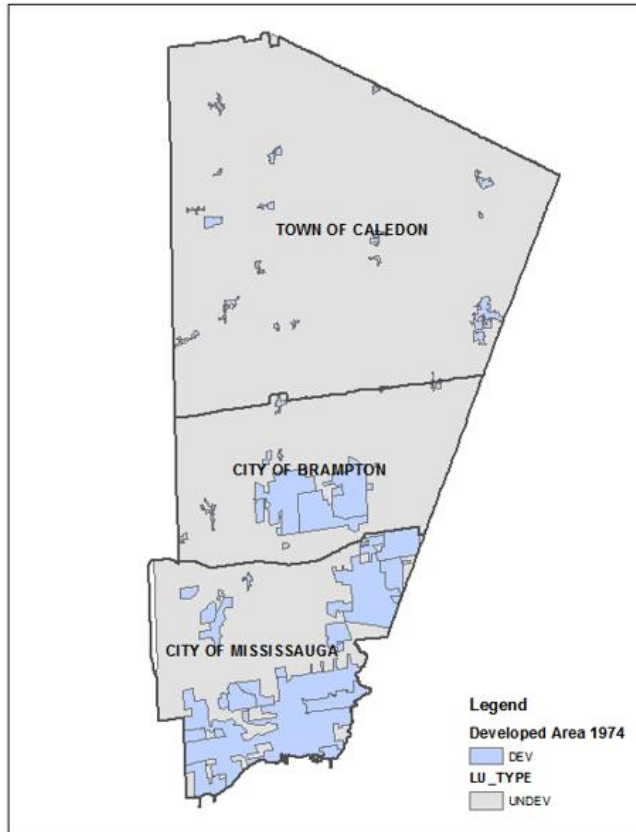 TOWN OF CALEDON
CITY OF BRAMPTON
CITY OF MISSISSAUGA
Legend
Developed Area 1974
DEV
LU_TYPE
UNDEV